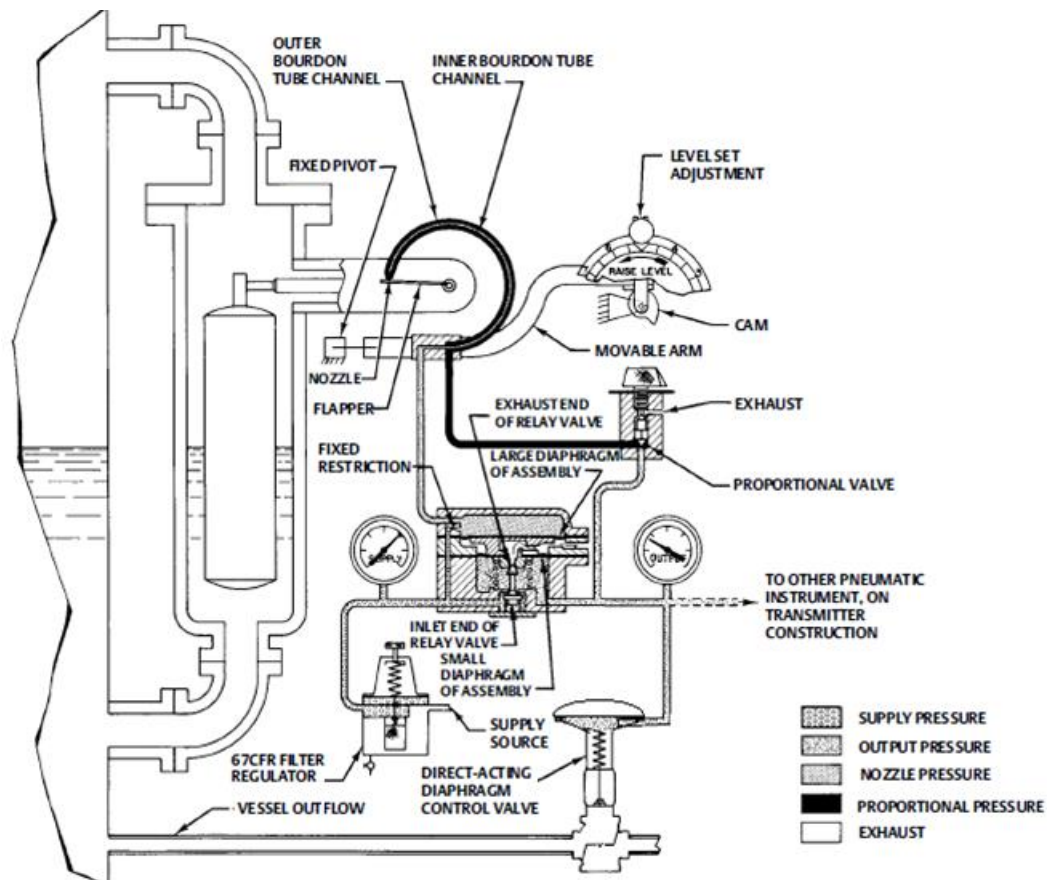 OUTER
BOURDON
TUBE CHANNEL
INNER BOURDON TUBE
CHANNEL
FIXED PIVOT
LEVEL SET
ADJUSTMENT
RAISE LEVEL
CAM
MOVABLE ARM
NOZZLE
FLAPPER
EXHAUST END
OF RELAY VALVE
EXHAUST
FIXED
RESTRICTION
LARGE DIAPHRAGM
OF ASSEMBLY
PROPORTIONAL VALVE
SUPPLY
OUTPUT
TO OTHER PNEUMATIC
INSTRUMENT, ON
TRANSMITTER
CONSTRUCTION
INLET END OF
RELAY VALVE
SMALL
DIAPHRAGM
OF ASSEMBLY
SUPPLY
SOURCE
67CFR FILTER
REGULATOR
DIRECT-ACTING
DIAPHRAGM
CONTROL VALVE
VESSEL OUTFLOW
SUPPLY PRESSURE
OUTPUT PRESSURE
NOZZLE PRESSURE
PROPORTIONAL PRESSURE
EXHAUST